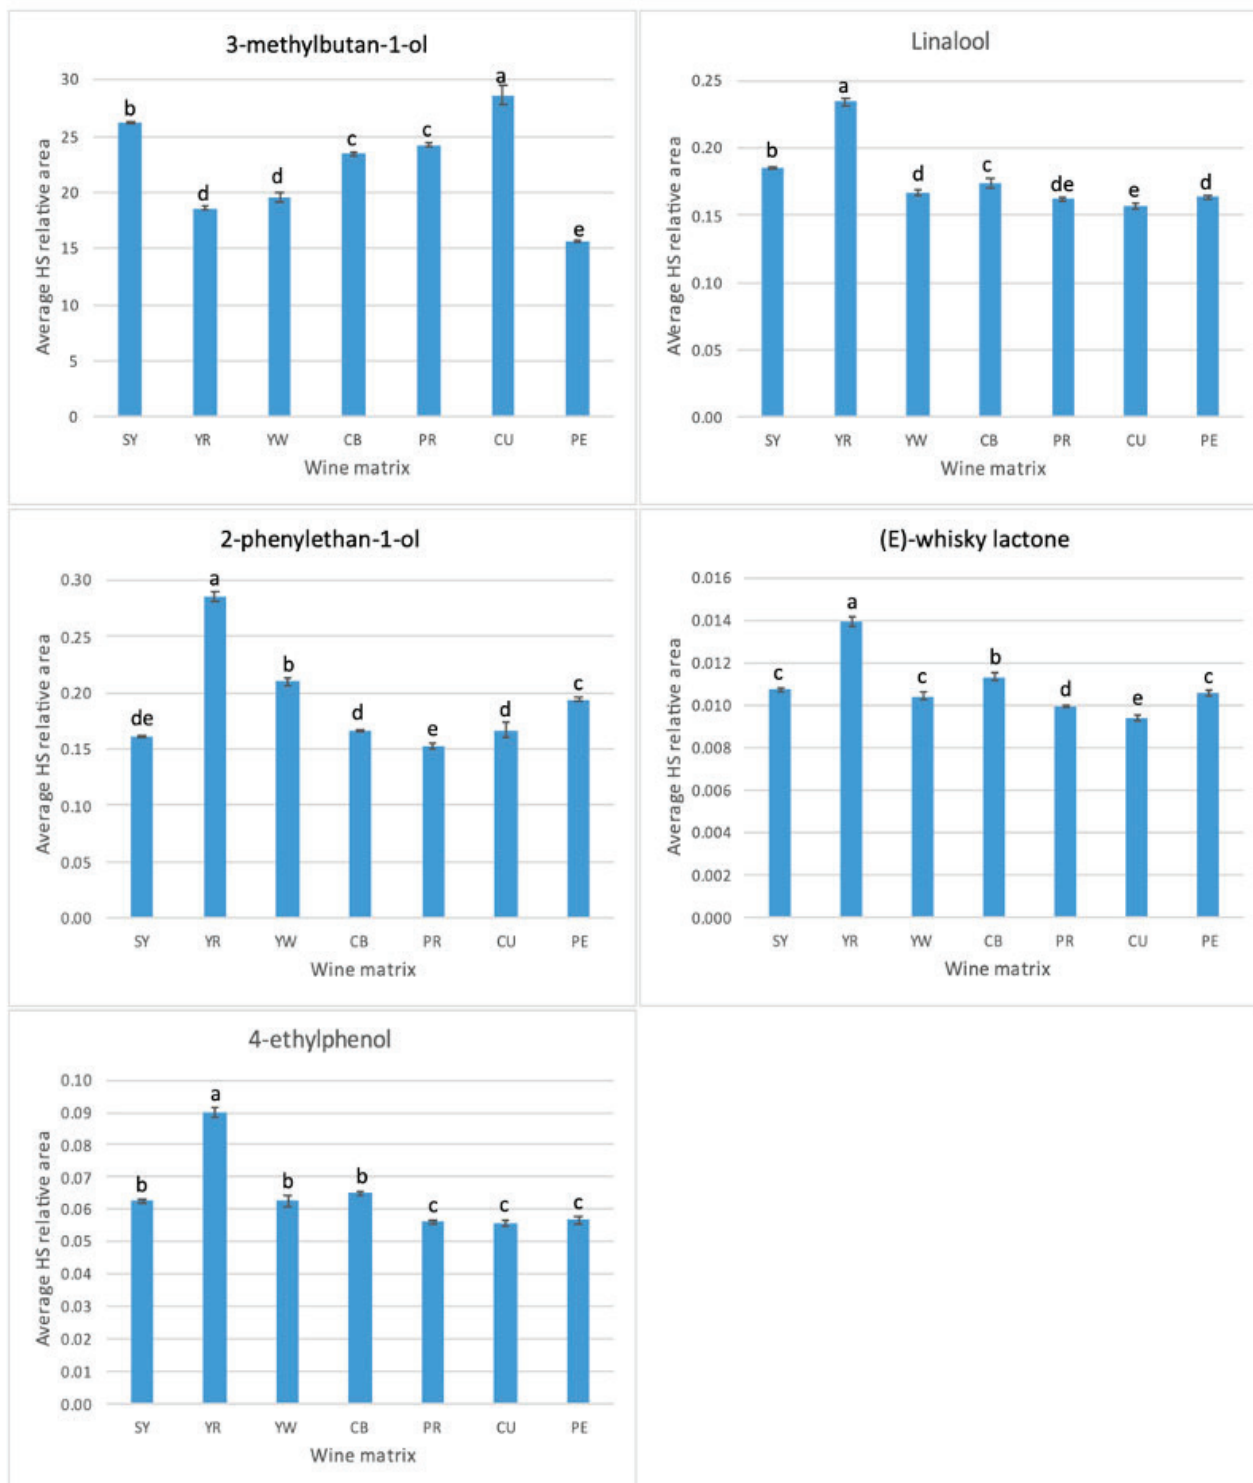 3-methylbutan-1-ol
Average HS relative area
30
25
20
15
10
5
0
b
d
d
c
c
a
e
SY YR YW CB PR CU PE
Wine matrix
Linalool
AVerage HS relative area
0.25
0.20
0.15
0.10
0.05
0.00
b
a
d
c
de
e
d
SY YR YW CB PR CU PE
Wine matrix
2-phenylethan-1-ol
Average HS relative area
0.30
0.25
0.20
0.15
0.10
0.05
0.00
de
a
b
d
e
d
c
SY YR YW CB PR CU PE
Wine matrix
(E)-whisky lactone
Average HS relative area
0.016
0.014
0.012
0.010
0.008
0.006
0.004
0.002
0.000
c
a
c
b
d
e
c
SY YR YW CB PR CU PE
Wine matrix
4-ethylphenol
Average HS relative area
0.10
0.09
0.08
0.07
0.06
0.05
0.04
0.03
0.02
0.01
0.00
b
a
b
b
c
c
c
SY YR YW CB PR CU PE
Wine matrix